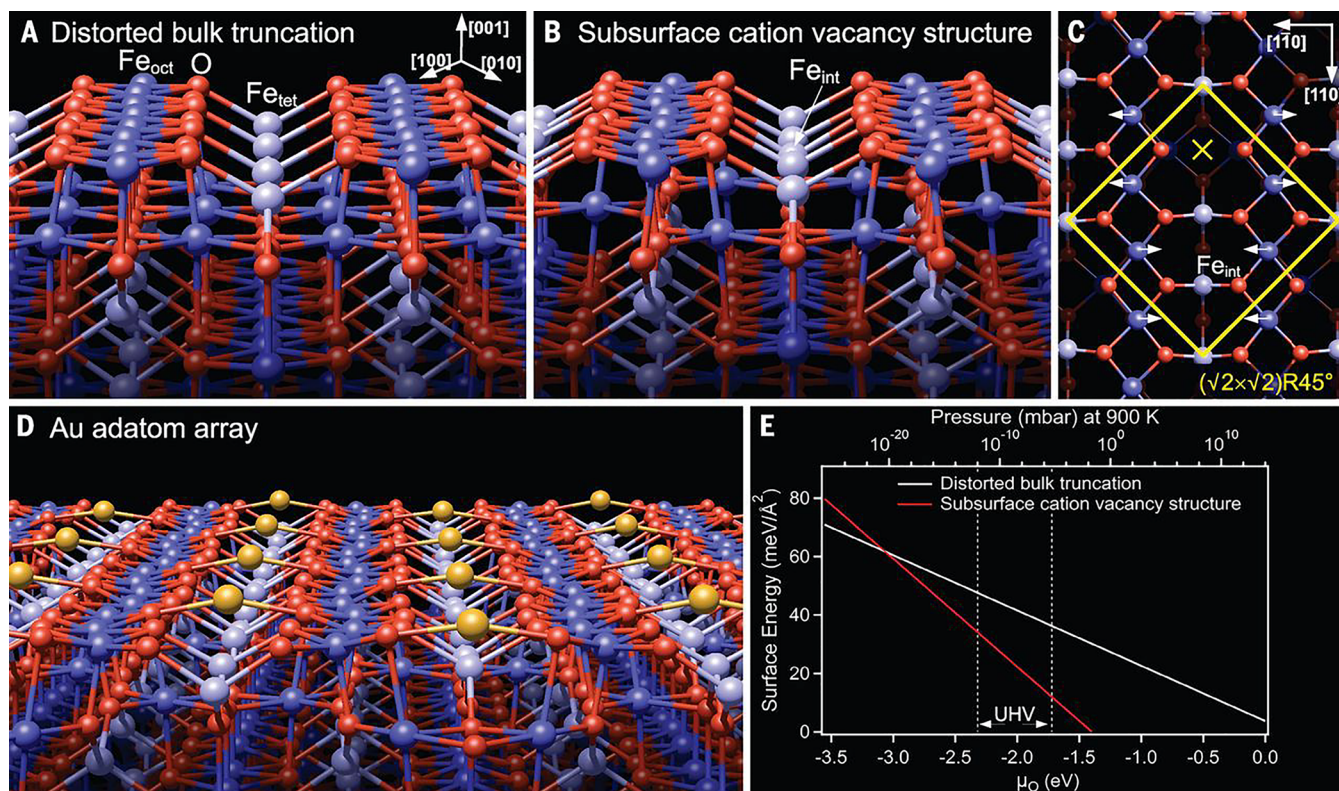 A Distorted bulk truncation
[001]
[100] [010]
Fe_oct O
Fe_tet
B Subsurface cation vacancy structure
Fe_int
C
[1̄10]
[110]
Fe_int
(√2×√2)R45°
D Au adatom array
E
Pressure (mbar) at 900 K
10^-20 10^-10 10^0 10^10
Distorted bulk truncation
Subsurface cation vacancy structure
Surface Energy (meV/Å^2)
80
60
40
20
0
UHV
-3.5 -3.0 -2.5 -2.0 -1.5 -1.0 -0.5 0.0
μ_O (eV)